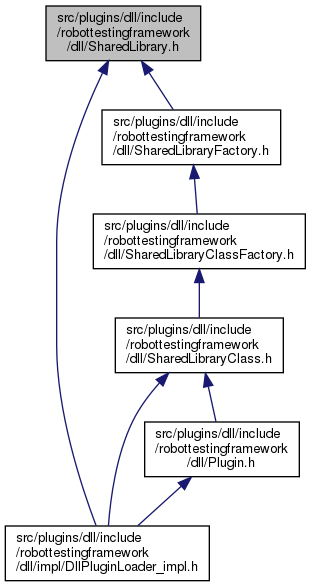 src/plugins/dll/include
/robottestingframework
/dll/SharedLibrary.h
src/plugins/dll/include
/robottestingframework
/dll/SharedLibraryFactory.h
src/plugins/dll/include
/robottestingframework
/dll/SharedLibraryClassFactory.h
src/plugins/dll/include
/robottestingframework
/dll/SharedLibraryClass.h
src/plugins/dll/include
/robottestingframework
/dll/Plugin.h
src/plugins/dll/include
/robottestingframework
/dll/impl/DllPluginLoader_impl.h